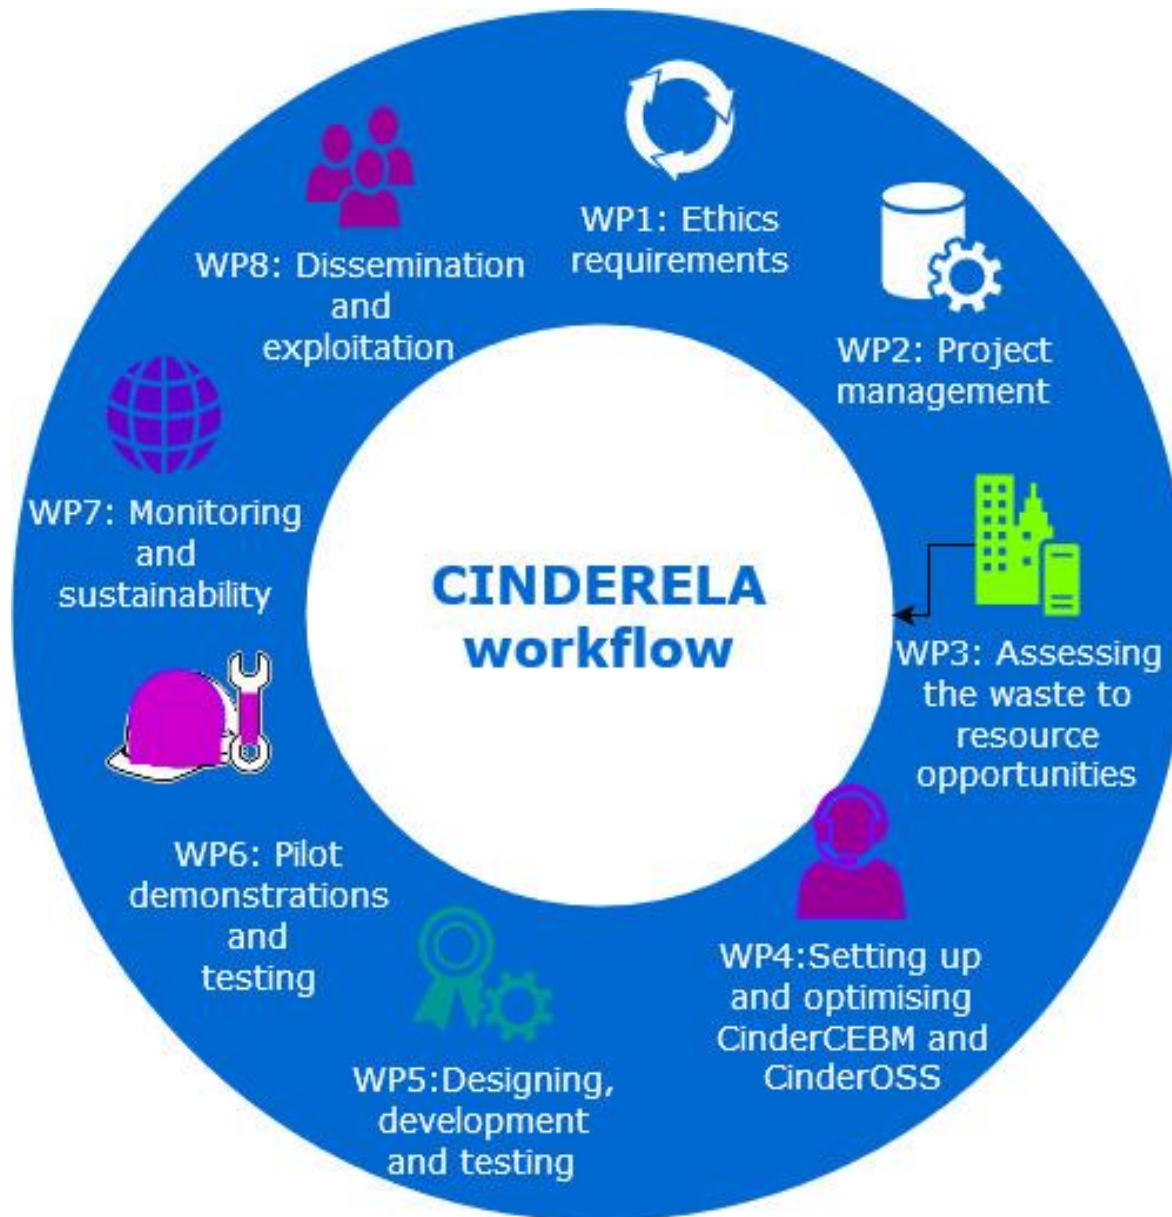 WP1: Ethics
requirements
WP2: Project
management
WP3: Assessing
the waste to
resource
opportunities
WP4:Setting up
and optimising
CinderCEBM and
CinderOSS
WP5:Designing,
development
and testing
WP6: Pilot
demonstrations
and
testing
WP7: Monitoring
and
sustainability
WP8: Dissemination
and
exploitation
CINDERELA
workflow